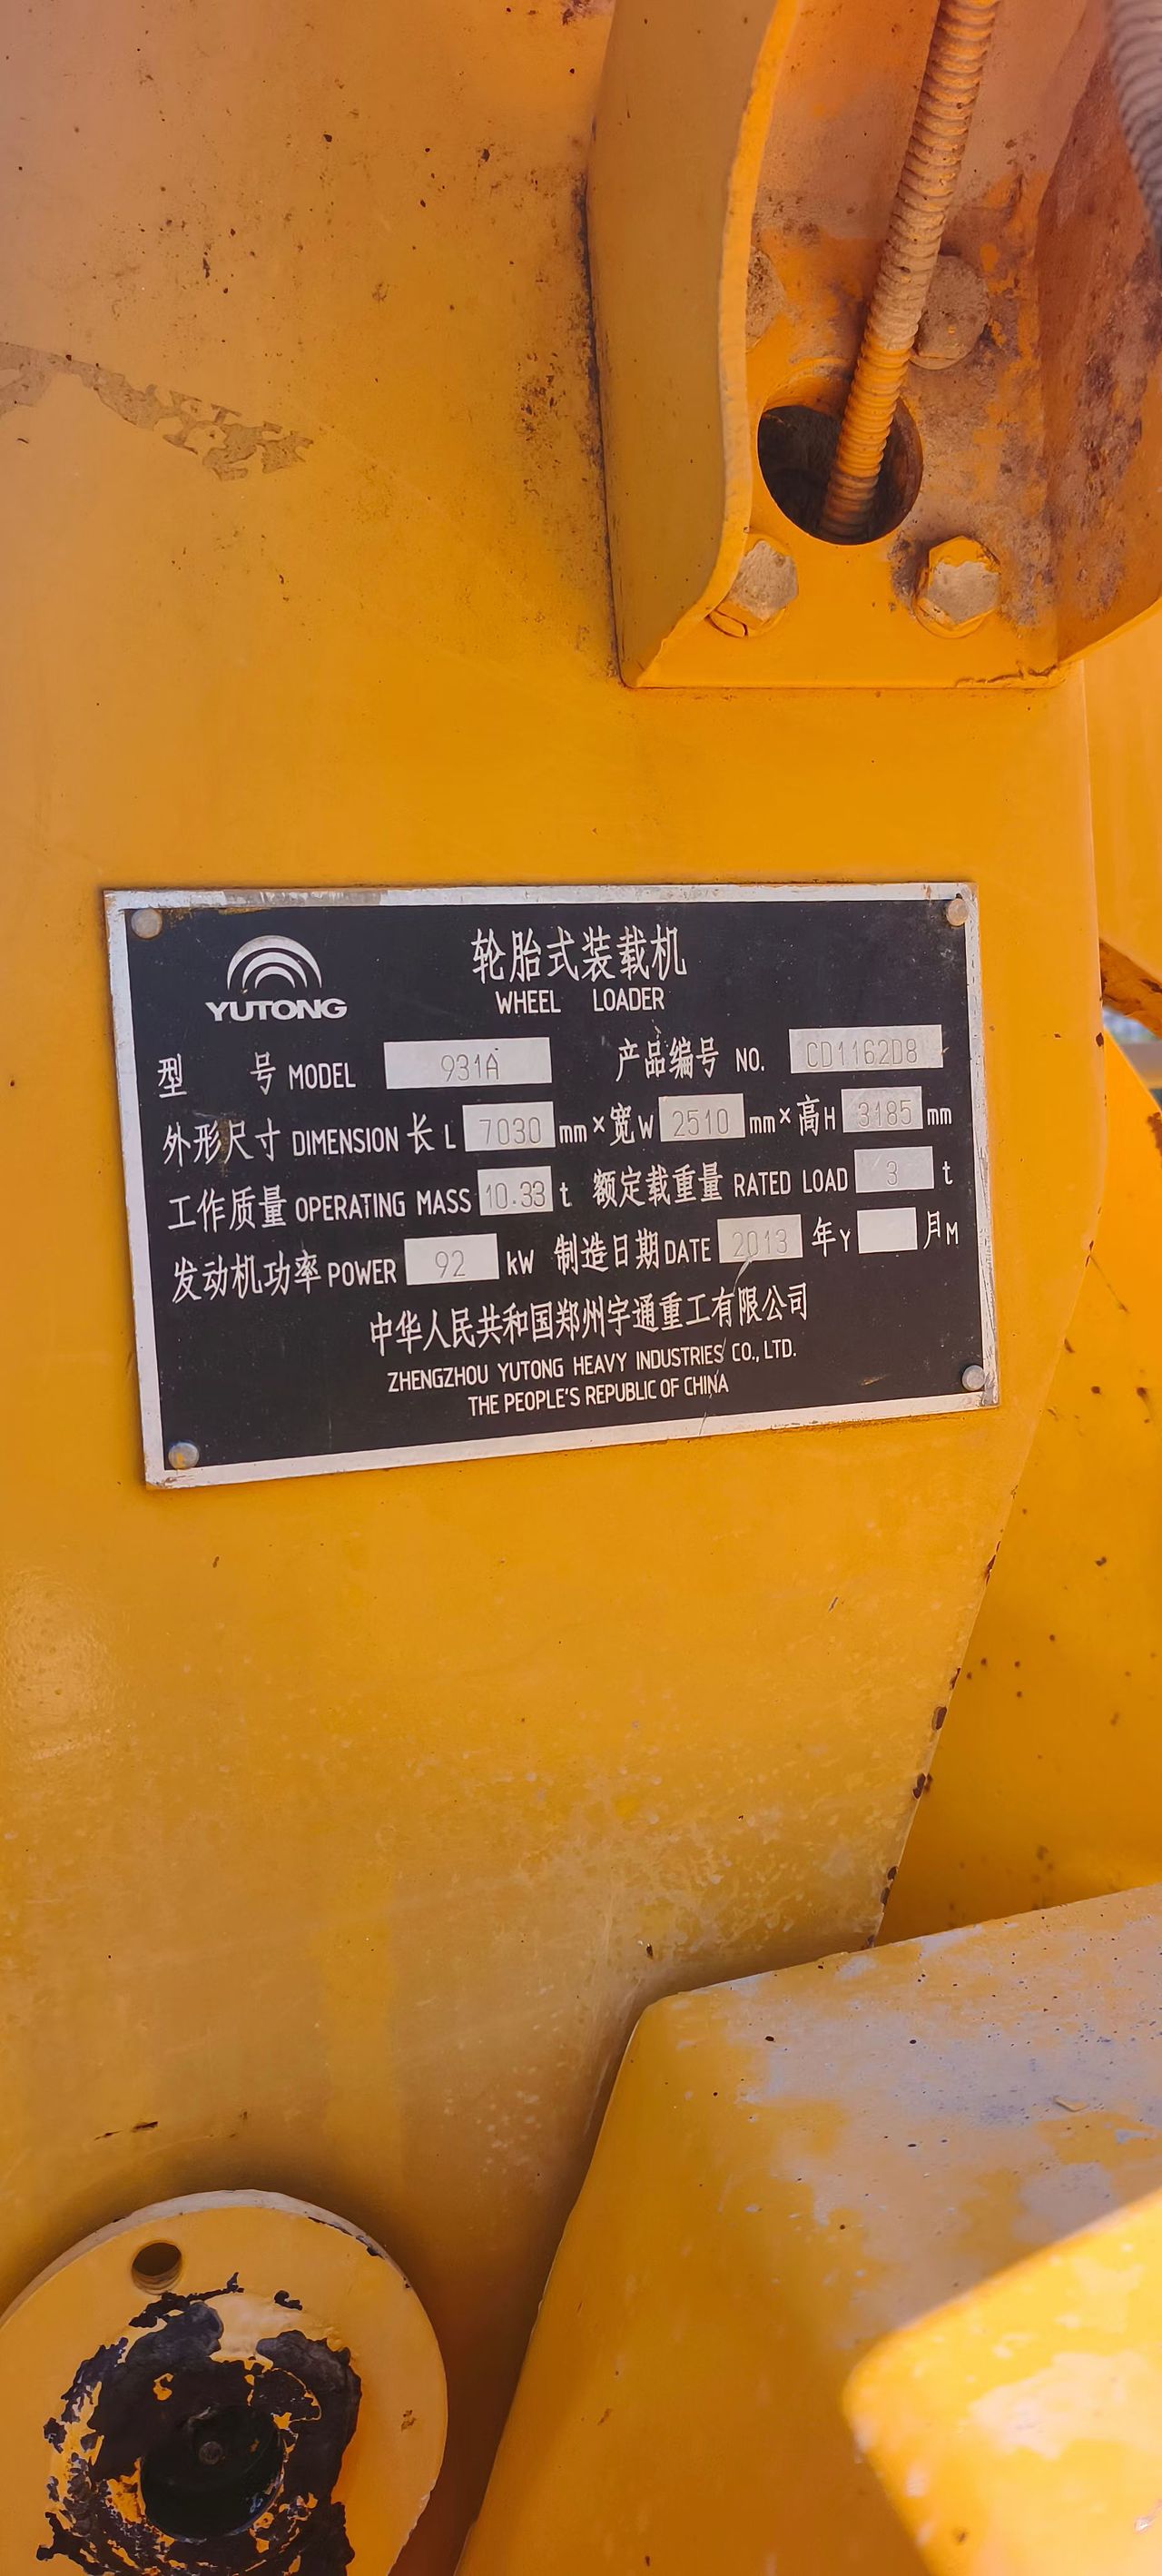 YUTONG
轮胎式装载机
WHEEL LOADER
型 号 MODEL 931A 产品编号 NO. CD1162D8
外形尺寸 DIMENSION 长 L 7030 mm × 宽 W 2510 mm × 高 H 3185 mm
工作质量 OPERATING MASS 10.33 t 额定载重量 RATED LOAD 3 t
发动机功率 POWER 92 kW 制造日期 DATE 2013 年 Y 月 M
中华人民共和国郑州宇通重工有限公司
ZHENGZHOU YUTONG HEAVY INDUSTRIES CO., LTD.
THE PEOPLE'S REPUBLIC OF CHINA